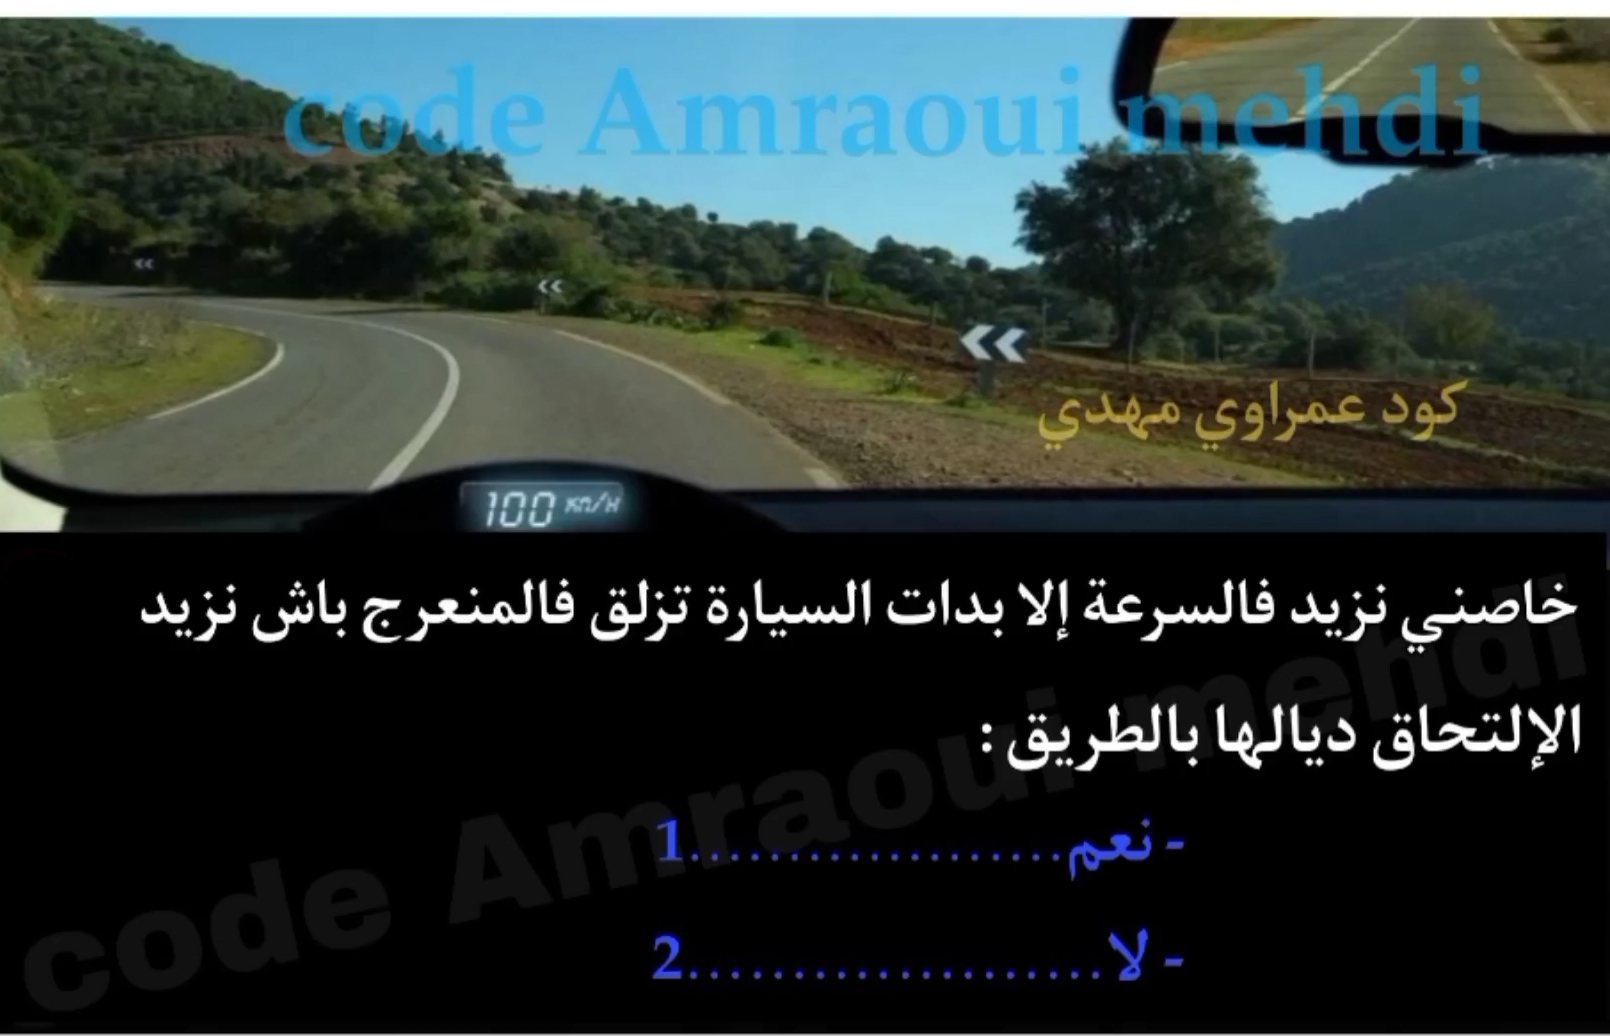 code Amraoui mehdi
كود عمراوي مهدي
100 KM/H
خاصني نزيد فالسرعة إلا بدات السيارة تزلق فالمنعرج باش نزيد
الإلتحاق ديالها بالطريق :
- نعم..................1
- لا....................2
code Amraoui mehdi